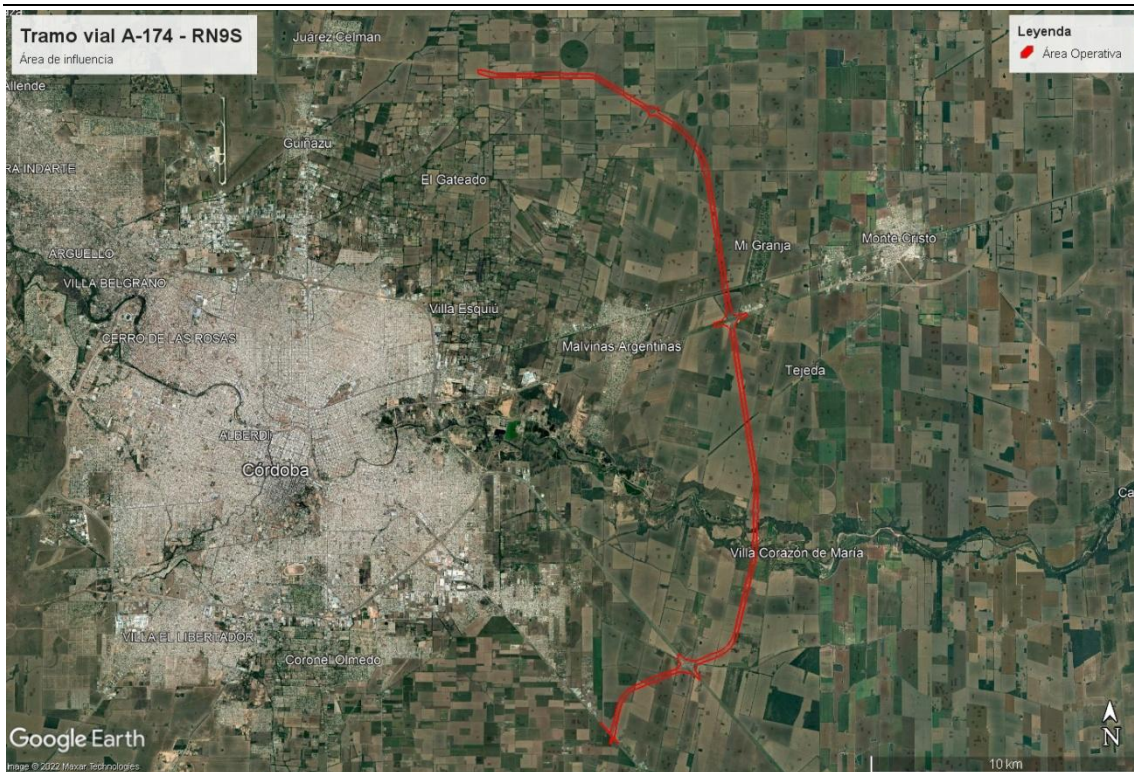 Tramo vial A-174 - RN9S
Área de influencia
Leyenda
Área Operativa
Juárez Celman
Allende
Guiñazú
RA INDARTE
El Gateado
ARGUELLO
Mi Granja
Monte Cristo
VILLA BELGRANO
Villa Esquiú
CERRO DE LAS ROSAS
Malvinas Argentinas
Tejeda
ALBERDI
Córdoba
Ca
Villa Corazón de María
VILLA EL LIBERTADOR
Coronel Olmedo
Google Earth
Image © 2022 Maxar Technologies
N
10 km